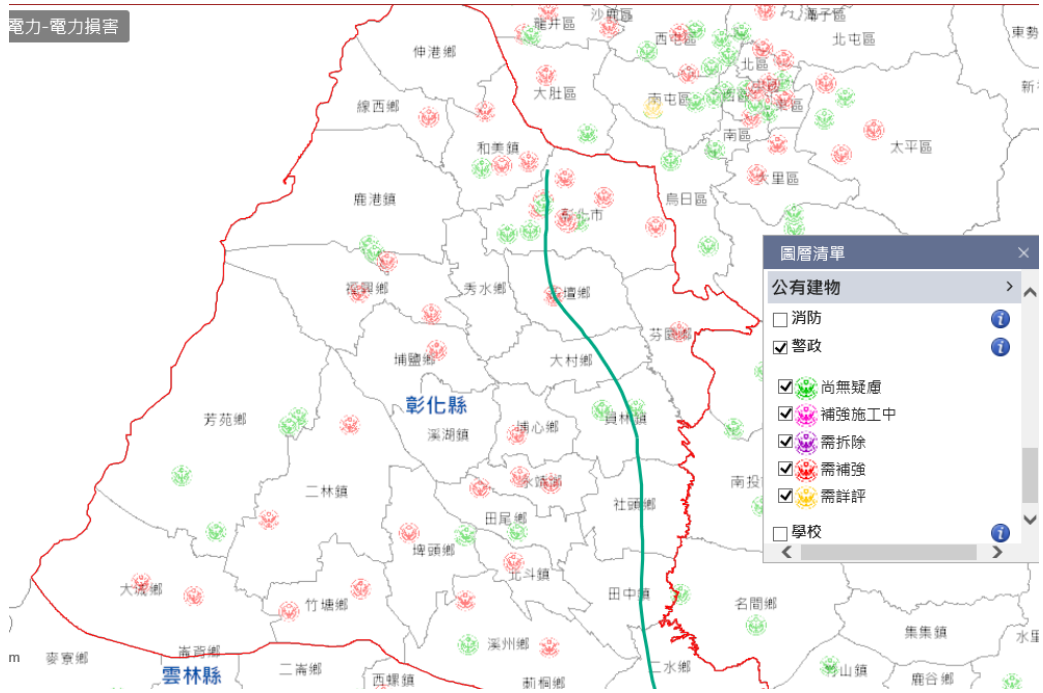 電力-電力損害
沙鹿區
龍井區
潭子區
伸港鄉
西屯區
北屯區
東勢
北區
大肚區
線西鄉
南屯區
西區
東區
南區
和美鎮
太平區
大里區
鹿港鎮
烏日區
彰化市
圖層清單
公有建物
福興鄉
秀水鄉
花壇鄉
消防
芬園鄉
警政
埔鹽鄉
大村鄉
尚無疑慮
彰化縣
補強施工中
芳苑鄉
溪湖鎮
埔心鄉
員林鎮
需拆除
需補強
永靖鄉
南投
二林鎮
需詳評
社頭鄉
田尾鄉
學校
埤頭鄉
北斗鎮
大城鄉
竹塘鄉
田中鎮
名間鄉
集集鎮
水里
溪州鄉
m
麥寮鄉
崙背鄉
雲林縣
二崙鄉
西螺鎮
莿桐鄉
二水鄉
竹山鎮
鹿谷鄉